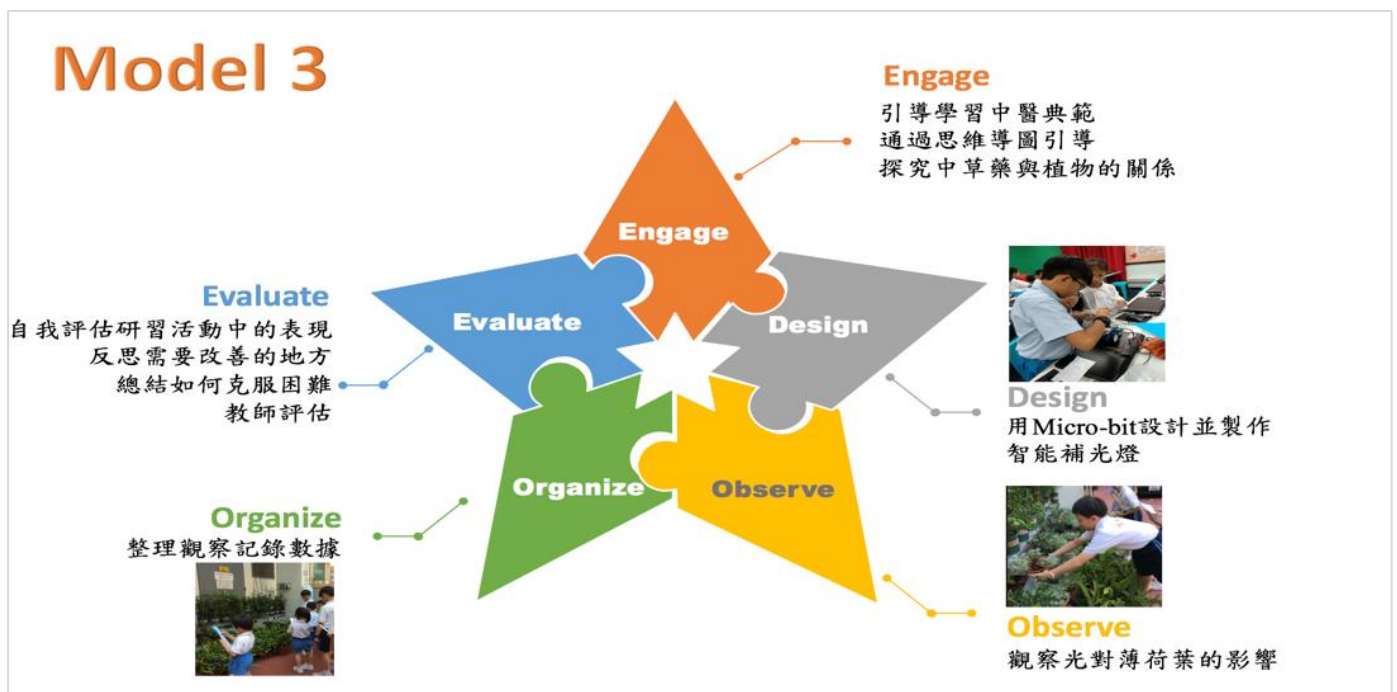 Model 3
Engage
引導學習中醫典範
通過思維導圖引導
探究中草藥與植物的關係
Engage
Evaluate
自我評估研習活動中的表現
反思需要改善的地方
總結如何克服困難
教師評估
Evaluate
Design
Design
用Micro-bit設計並製作
智能補光燈
Organize
Observe
Organize
整理觀察記錄數據
Observe
觀察光對薄荷葉的影響